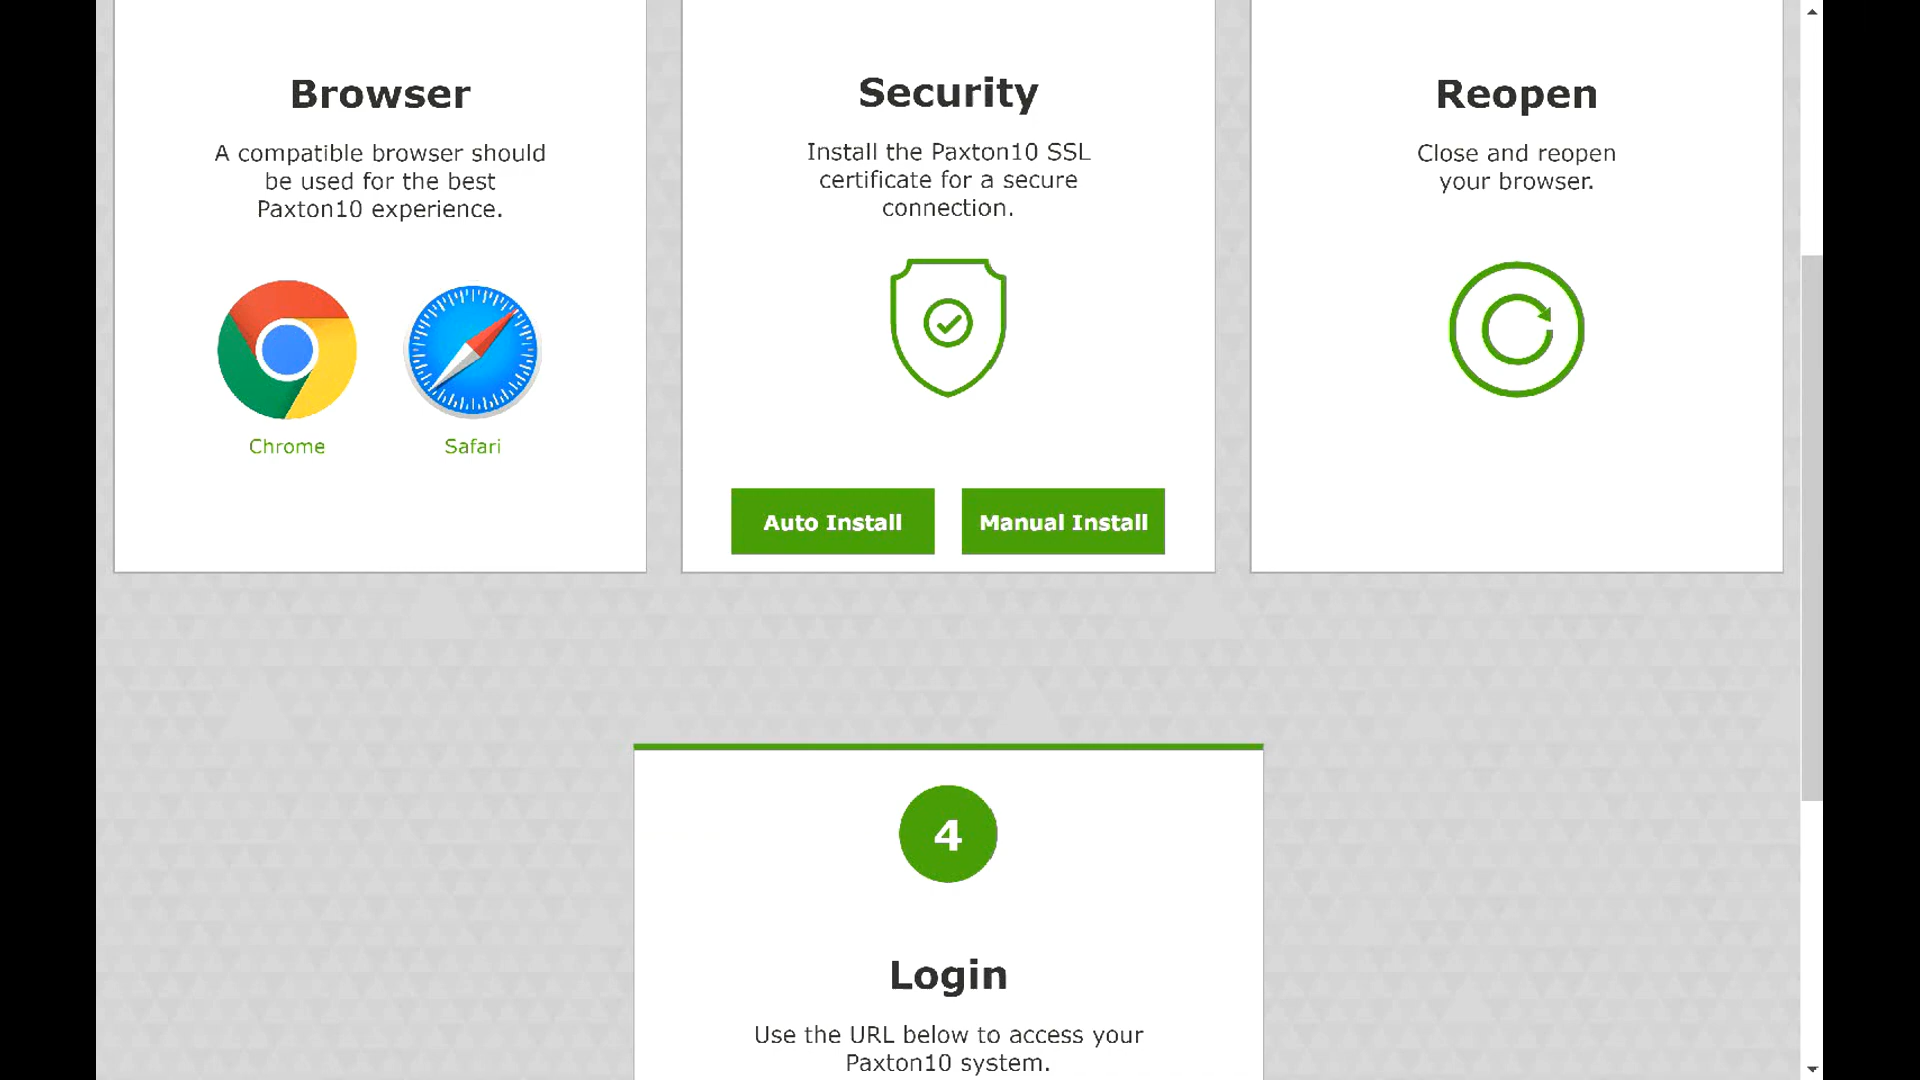 Browser
A compatible browser should
be used for the best
Paxton10 experience.
Chrome
Safari
Security
Install the Paxton10 SSL
certificate for a secure
connection.
Auto Install
Manual Install
Reopen
Close and reopen
your browser.
4
Login
Use the URL below to access your
Paxton10 system.